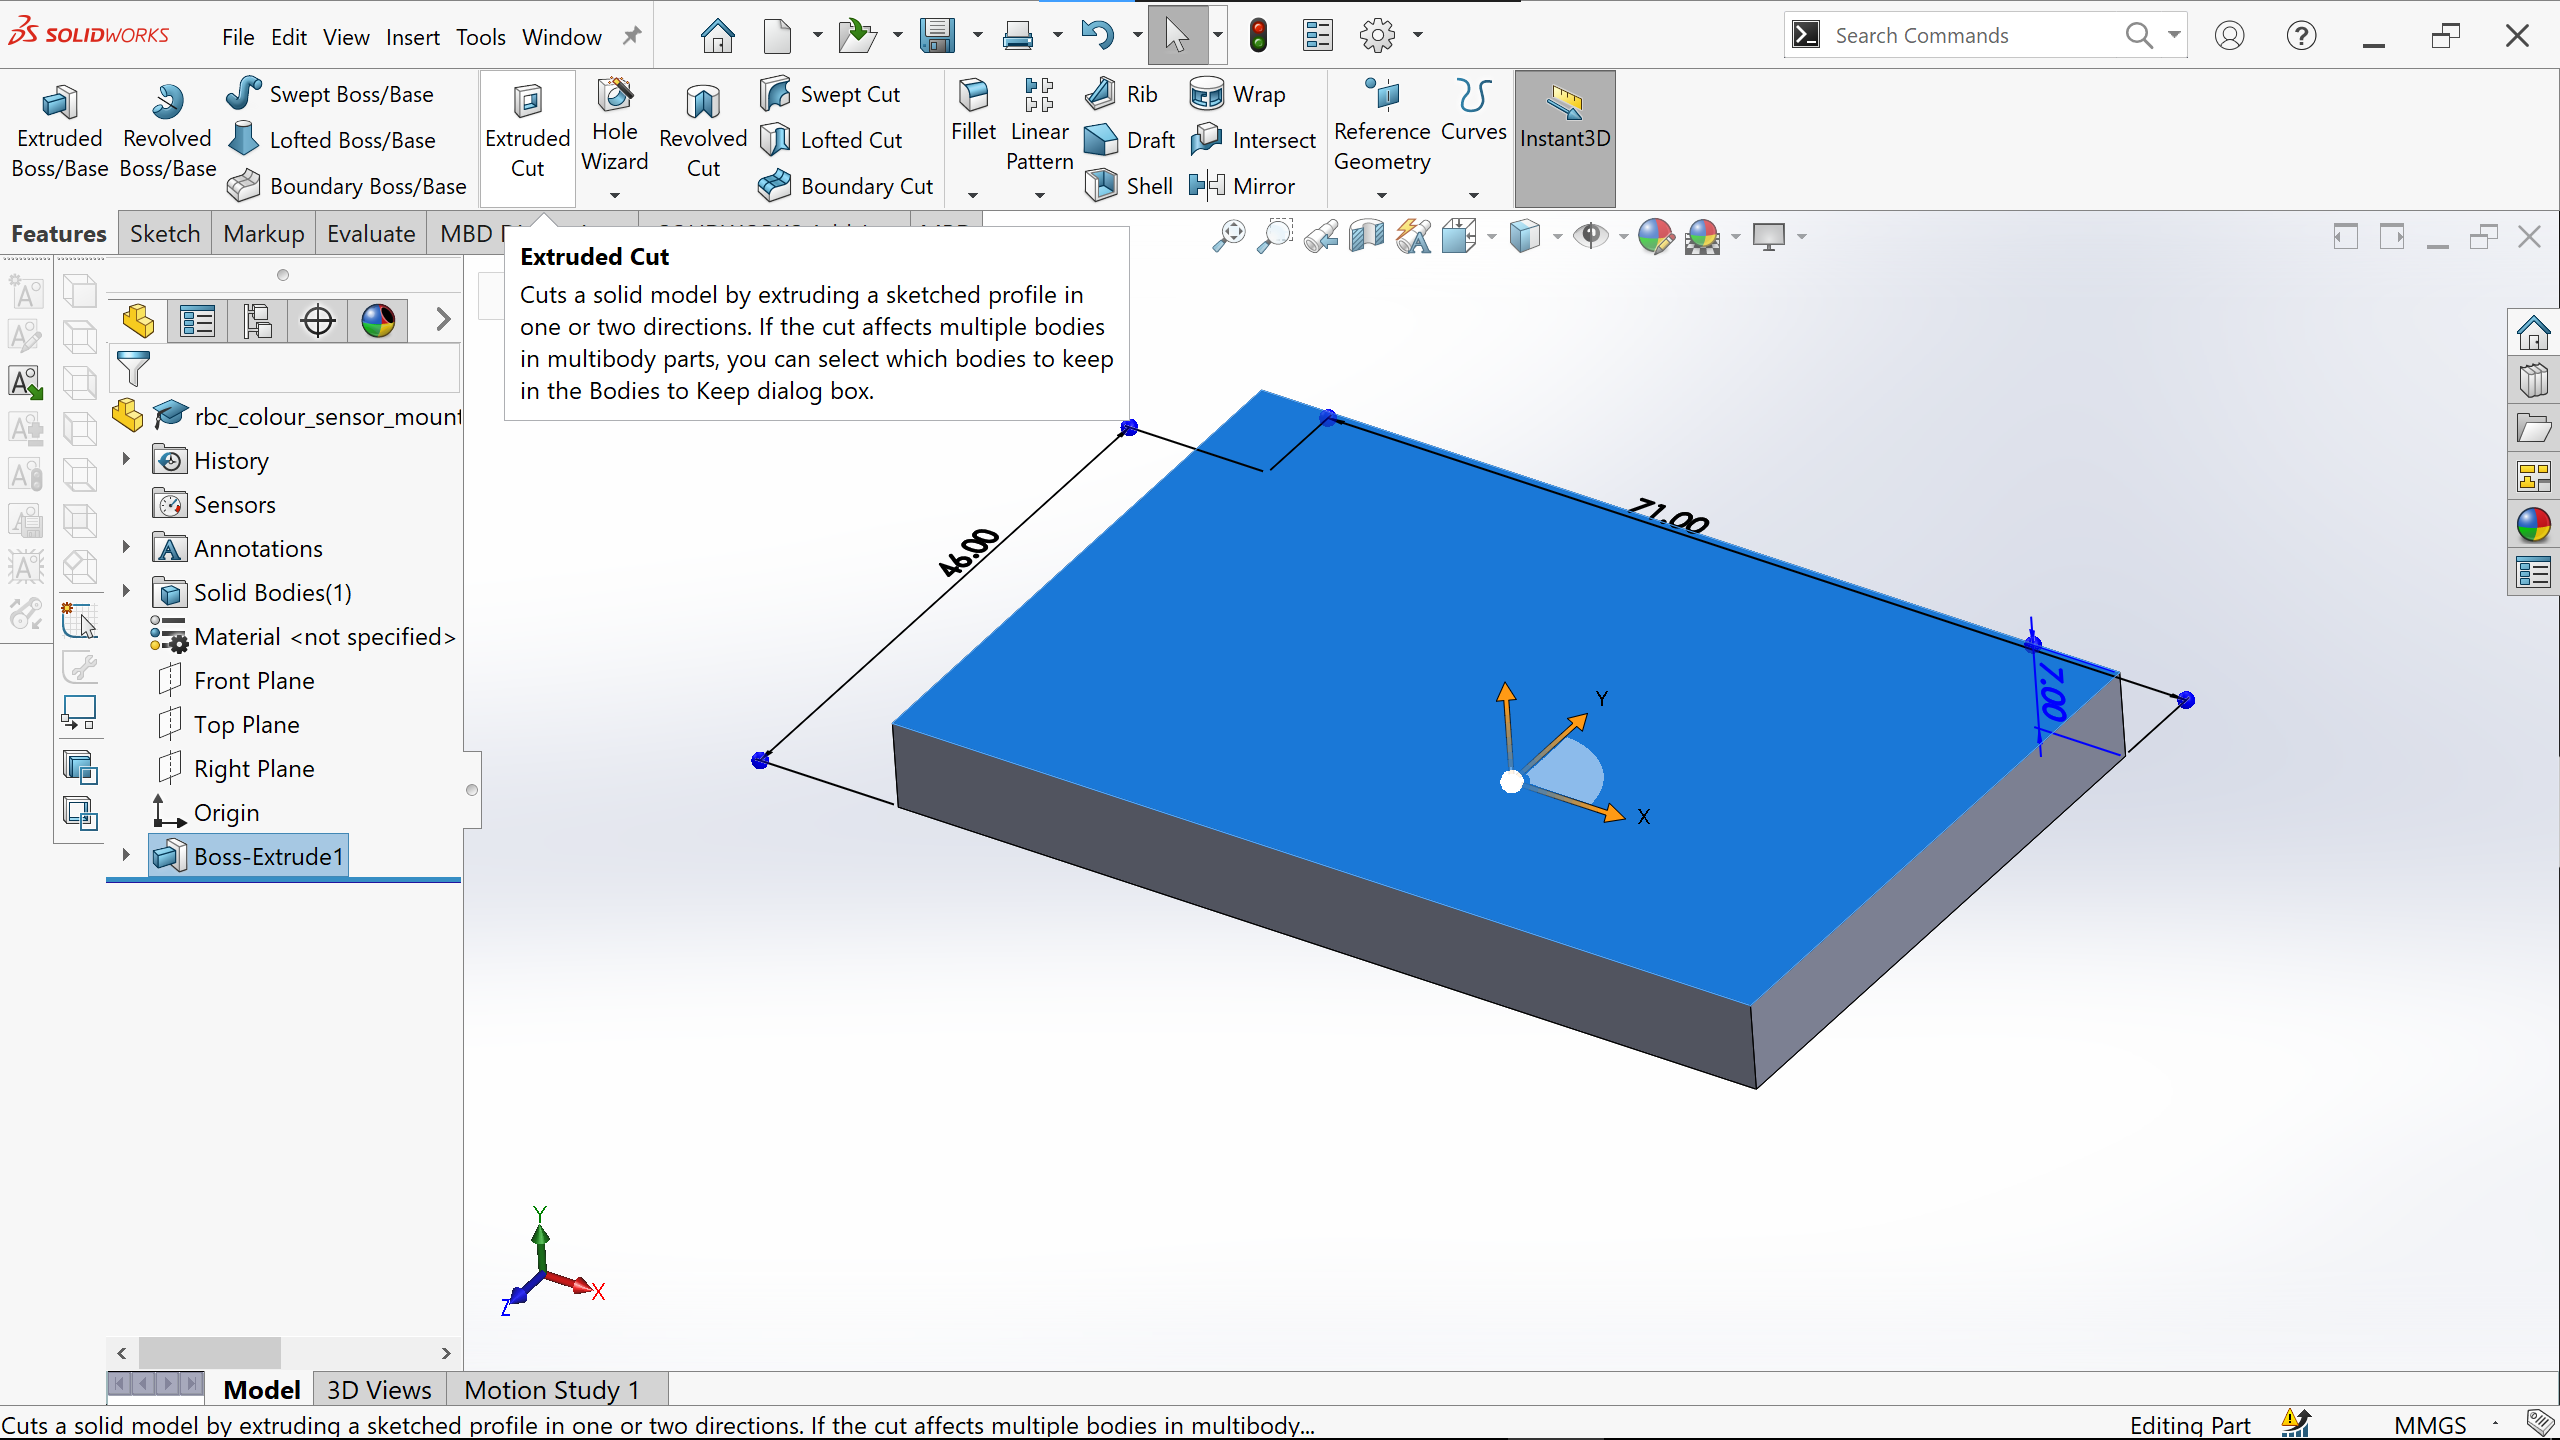 SOLIDWORKS File Edit View Insert Tools Window Search Commands
Extruded Boss/Base
Revolved Boss/Base
Swept Boss/Base
Lofted Boss/Base
Boundary Boss/Base
Extruded Cut
Hole Wizard
Revolved Cut
Swept Cut
Lofted Cut
Boundary Cut
Fillet
Linear Pattern
Rib
Draft
Shell
Wrap
Intersect
Mirror
Reference Geometry
Curves
Instant3D
Features Sketch Markup Evaluate MBD
Extruded Cut
Cuts a solid model by extruding a sketched profile in
one or two directions. If the cut affects multiple bodies
in multibody parts, you can select which bodies to keep
in the Bodies to Keep dialog box.
rbc_colour_sensor_mount
History
Sensors
Annotations
Solid Bodies(1)
Material <not specified>
Front Plane
Top Plane
Right Plane
Origin
Boss-Extrude1
46.00
71.00
7.00
Y
X
Y
X
Z
Model 3D Views Motion Study 1
Cuts a solid model by extruding a sketched profile in one or two directions. If the cut affects multiple bodies in multibody... Editing Part MMGS